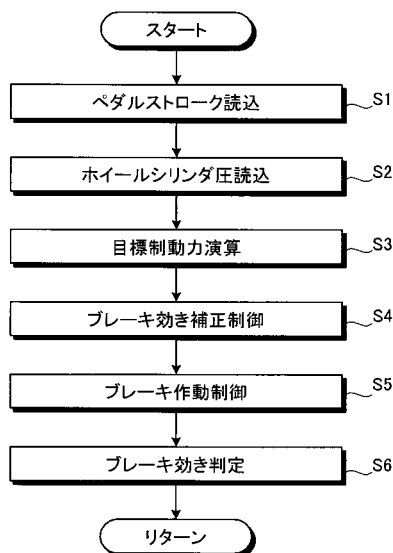 スタート
ペダルストローク読込 S1
ホイールシリンダ圧読込 S2
目標制動力演算 S3
ブレーキ効き補正制御 S4
ブレーキ作動制御 S5
ブレーキ効き判定 S6
リターン